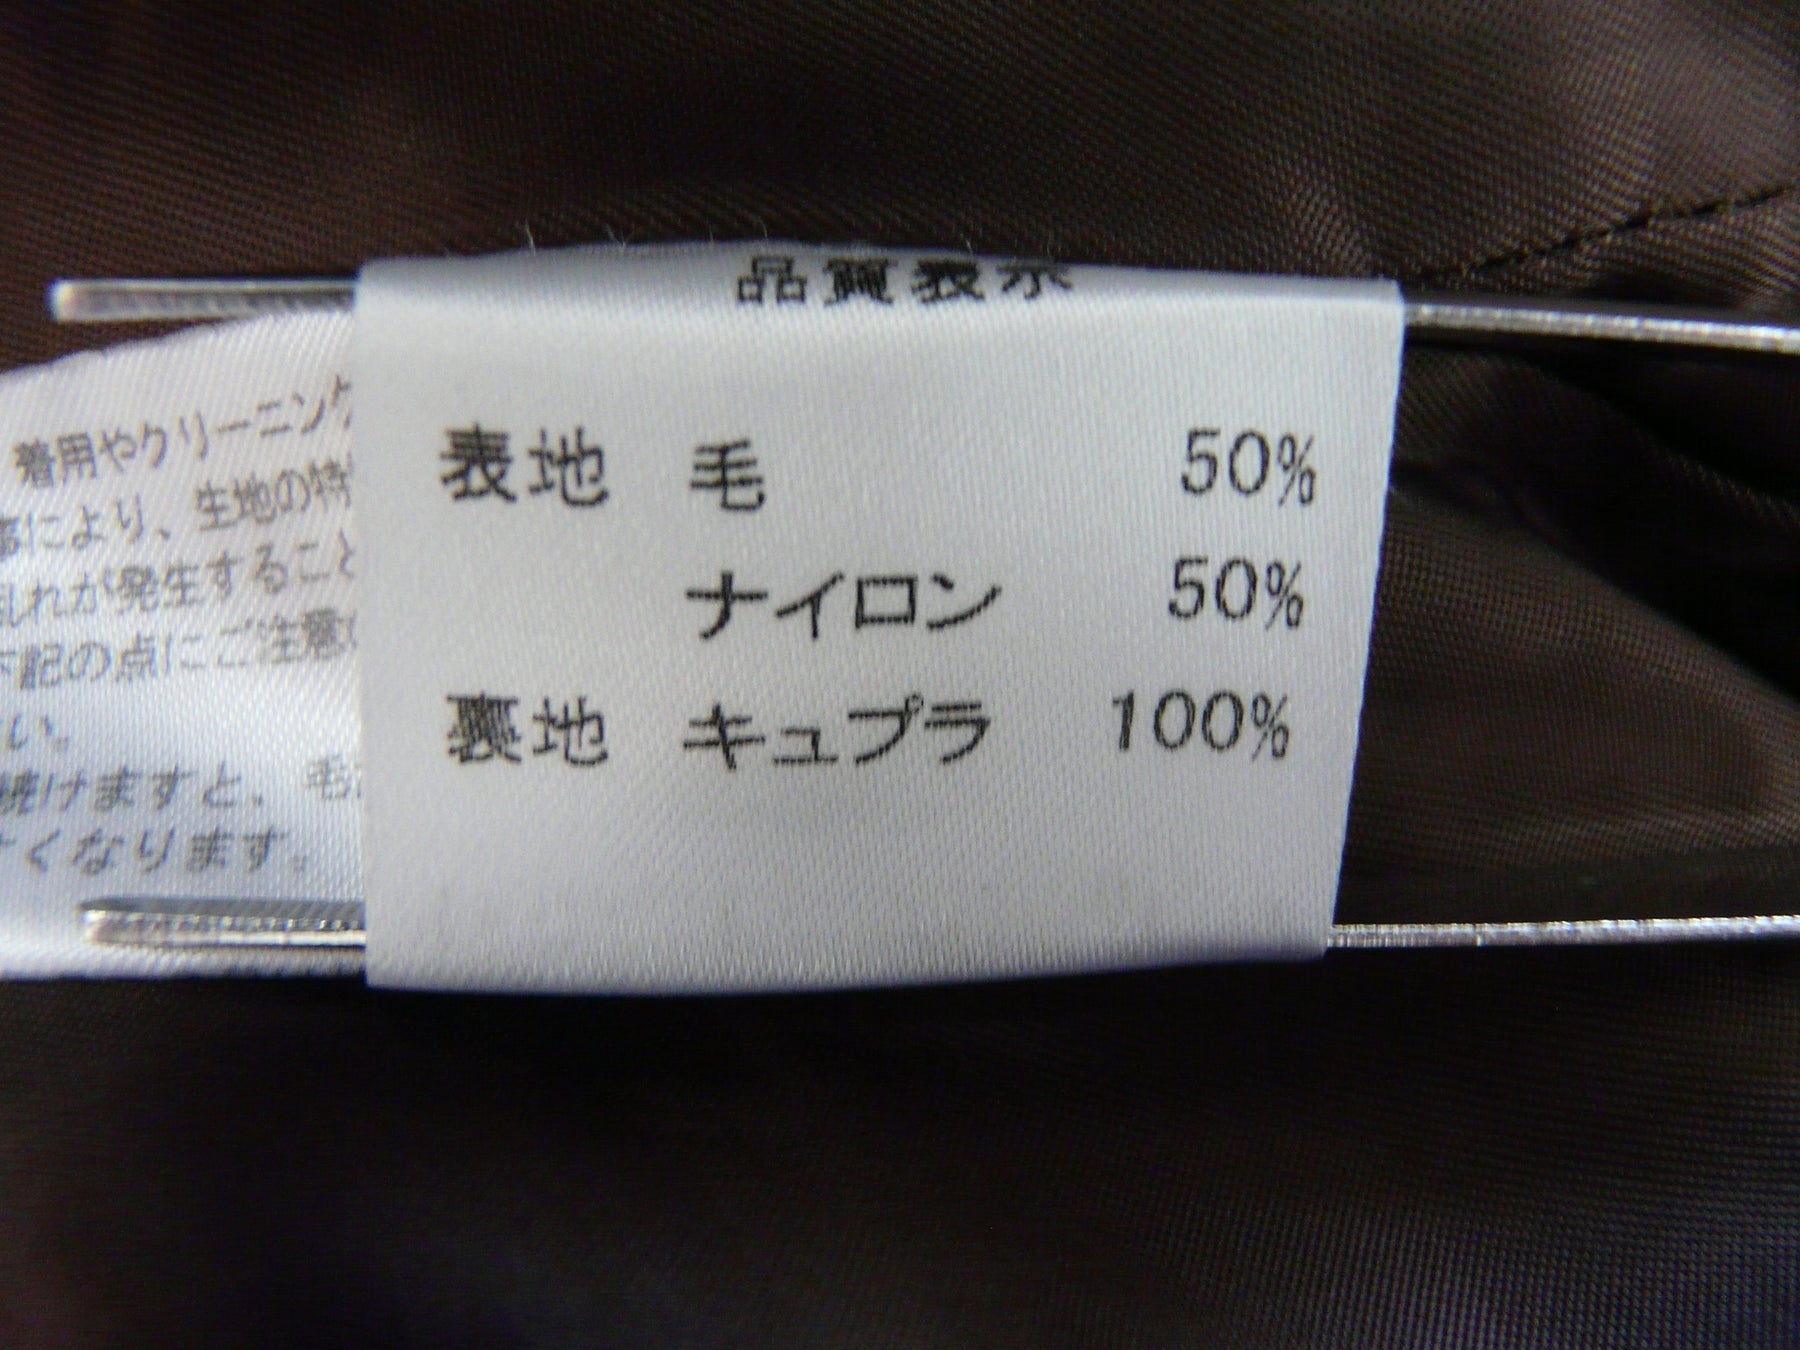 品質表示
表地 毛 50%
ナイロン 50%
裏地 キュプラ 100%
着用やクリーニング
により、生地の特
れが発生すること
下記の点にご注意
い。
続けますと、毛
くなります。